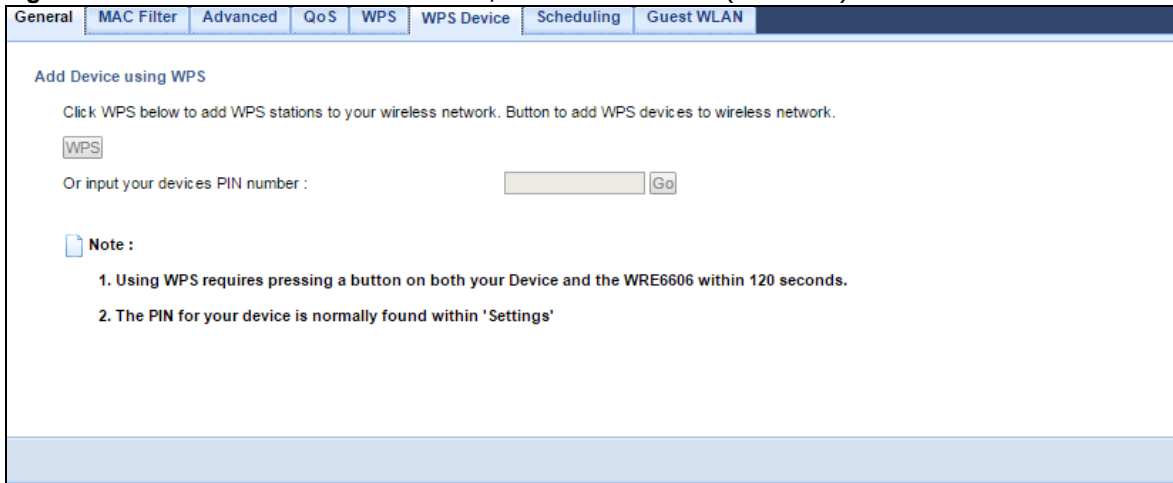 General MAC Filter Advanced QoS WPS WPS Device Scheduling Guest WLAN
Add Device using WPS
Click WPS below to add WPS stations to your wireless network. Button to add WPS devices to wireless network.
WPS
Or input your devices PIN number : Go
Note :
1. Using WPS requires pressing a button on both your Device and the WRE6606 within 120 seconds.
2. The PIN for your device is normally found within 'Settings'